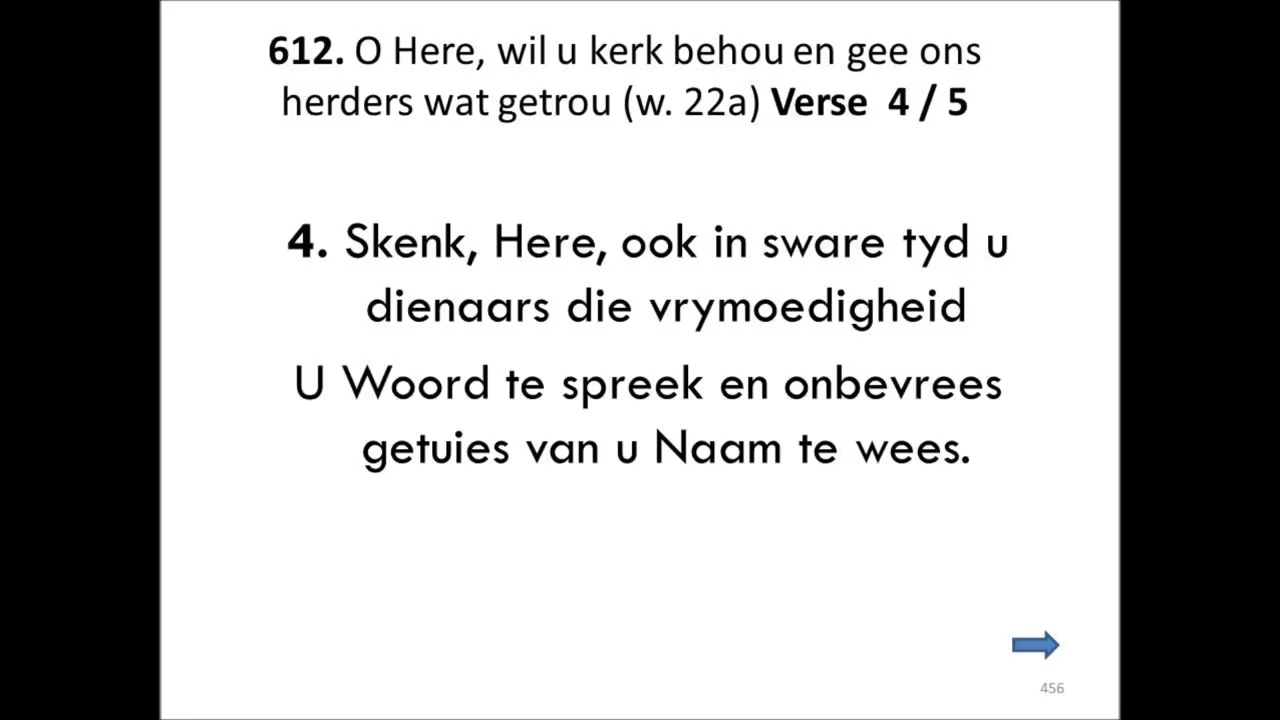 612. O Here, wil u kerk behou en gee ons
herders wat getrou (w. 22a) Verse 4 / 5
4. Skenk, Here, ook in sware tyd u
dienaars die vrymoedigheid
U Woord te spreek en onbevrees
getuies van u Naam te wees.
456